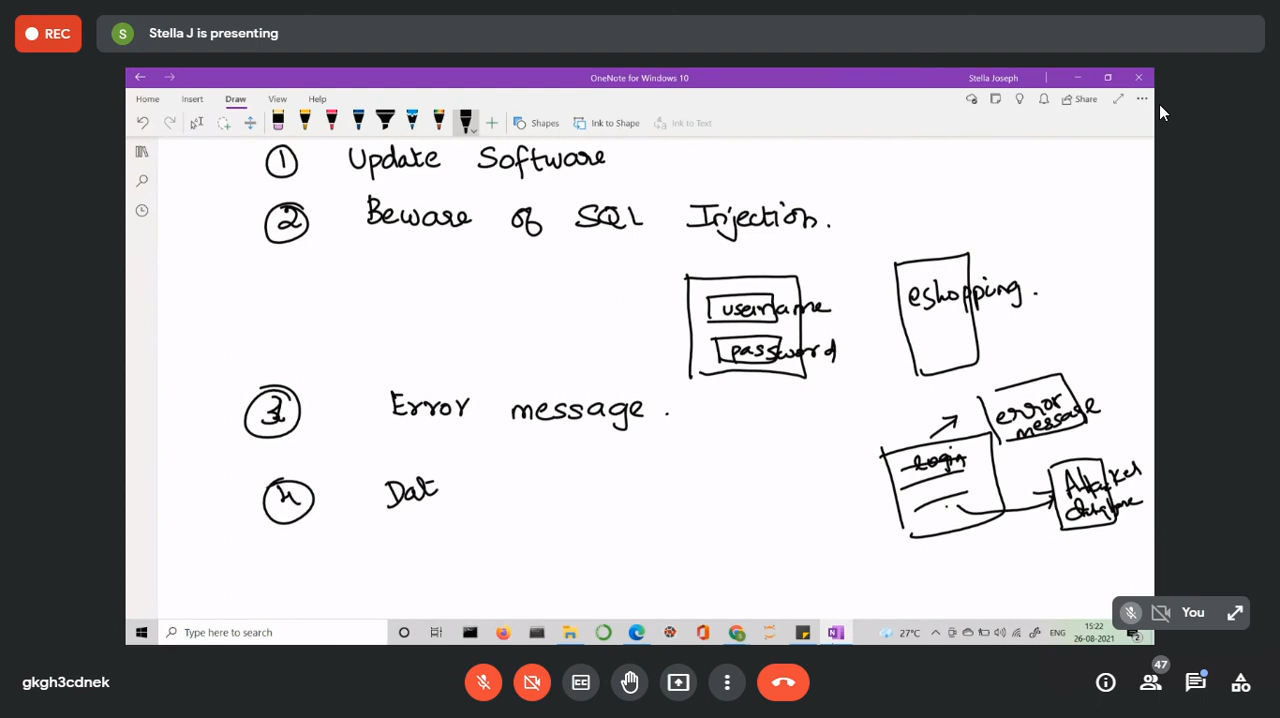 REC
S Stella J is presenting
OneNote for Windows 10
Stella Joseph
Home Insert Draw View Help
Share
Shapes Ink to Shape Ink to Text
1 Update Software
2 Beware of SQL Injection.
username
password
eshopping.
3 Error message.
error
message
login
Attacker
database
4 Dat
You
Type here to search
27°C
ENG
15:22
26-08-2021
2
gkgh3cdnek
CC
47